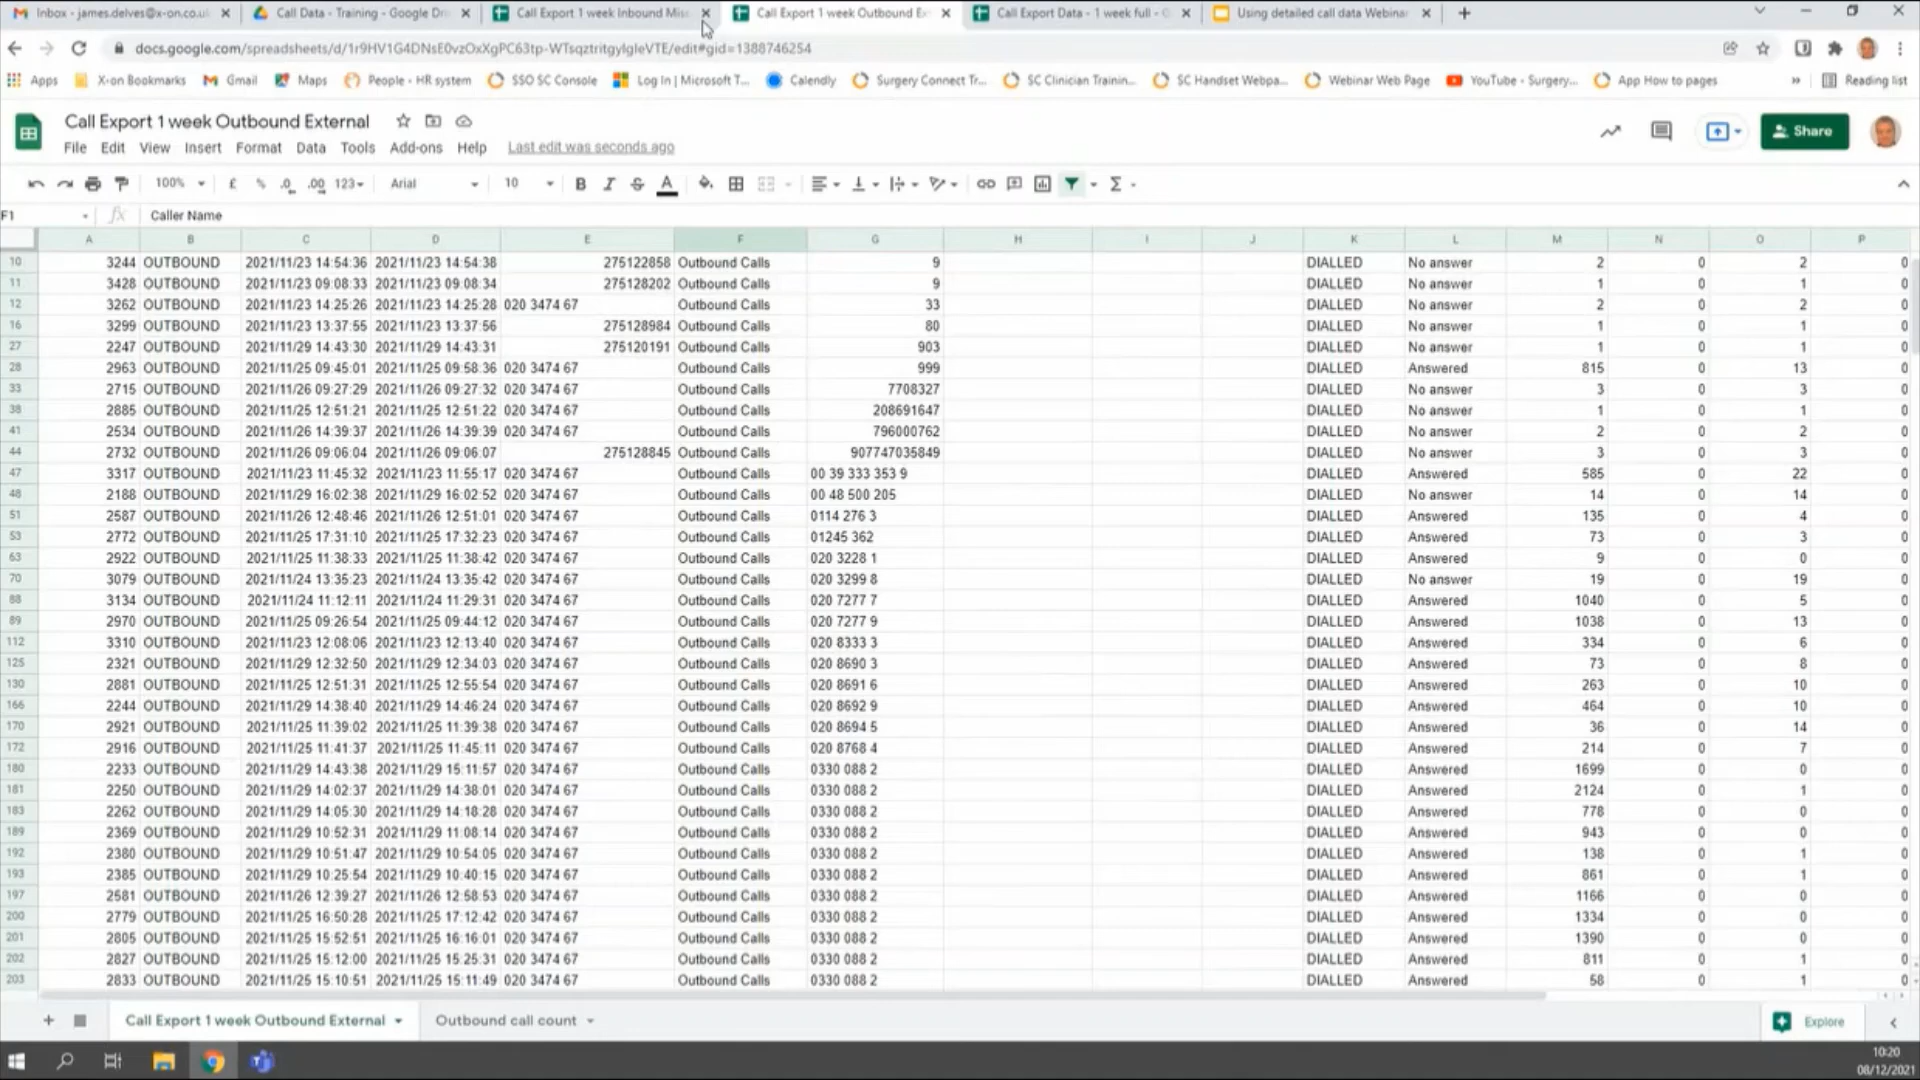 Inbox - james.delves@x-on.co.u Call Data - Training - Google Dri Call Export 1 week Inbound Miss Call Export 1 week Outbound Ex Call Export Data - 1 week full - G Using detailed call data Webinar
docs.google.com/spreadsheets/d/1r9HV1G4DNsE0vzOxXgPC63tp-WTsqztritgylgleVTE/edit#gid=1388746254
Apps X-on Bookmarks Gmail Maps People - HR system SSO SC Console Log In | Microsoft T... Calendly Surgery Connect Tr... SC Clinician Trainin... SC Handset Webpa... Webinar Web Page YouTube - Surgery... App How to pages » Reading list
Call Export 1 week Outbound External
Share
File Edit View Insert Format Data Tools Add-ons Help Last edit was seconds ago
100% £ % .0 .00 123 Arial 10 B I S A Σ
F1 fx Caller Name
A B C D E F G H I J K L M N O P
10 3244 OUTBOUND 2021/11/23 14:54:36 2021/11/23 14:54:38 275122858 Outbound Calls 9 DIALLED No answer 2 0 2 0
11 3428 OUTBOUND 2021/11/23 09:08:33 2021/11/23 09:08:34 275128202 Outbound Calls 9 DIALLED No answer 1 0 1 0
12 3262 OUTBOUND 2021/11/23 14:25:26 2021/11/23 14:25:28 020 3474 67 Outbound Calls 33 DIALLED No answer 2 0 2 0
16 3299 OUTBOUND 2021/11/23 13:37:55 2021/11/23 13:37:56 275128984 Outbound Calls 80 DIALLED No answer 1 0 1 0
27 2247 OUTBOUND 2021/11/29 14:43:30 2021/11/29 14:43:31 275120191 Outbound Calls 903 DIALLED No answer 1 0 1 0
28 2963 OUTBOUND 2021/11/25 09:45:01 2021/11/25 09:58:36 020 3474 67 Outbound Calls 999 DIALLED Answered 815 0 13 0
33 2715 OUTBOUND 2021/11/26 09:27:29 2021/11/26 09:27:32 020 3474 67 Outbound Calls 7708327 DIALLED No answer 3 0 3 0
38 2885 OUTBOUND 2021/11/25 12:51:21 2021/11/25 12:51:22 020 3474 67 Outbound Calls 208691647 DIALLED No answer 1 0 1 0
41 2534 OUTBOUND 2021/11/26 14:39:37 2021/11/26 14:39:39 020 3474 67 Outbound Calls 796000762 DIALLED No answer 2 0 2 0
44 2732 OUTBOUND 2021/11/26 09:06:04 2021/11/26 09:06:07 275128845 Outbound Calls 907747035849 DIALLED No answer 3 0 3 0
47 3317 OUTBOUND 2021/11/23 11:45:32 2021/11/23 11:55:17 020 3474 67 Outbound Calls 00 39 333 353 9 DIALLED Answered 585 0 22 0
48 2188 OUTBOUND 2021/11/29 16:02:38 2021/11/29 16:02:52 020 3474 67 Outbound Calls 00 48 500 205 DIALLED No answer 14 0 14 0
51 2587 OUTBOUND 2021/11/26 12:48:46 2021/11/26 12:51:01 020 3474 67 Outbound Calls 0114 276 3 DIALLED Answered 135 0 4 0
53 2772 OUTBOUND 2021/11/25 17:31:10 2021/11/25 17:32:23 020 3474 67 Outbound Calls 01245 362 DIALLED Answered 73 0 3 0
63 2922 OUTBOUND 2021/11/25 11:38:33 2021/11/25 11:38:42 020 3474 67 Outbound Calls 020 3228 1 DIALLED Answered 9 0 0 0
70 3079 OUTBOUND 2021/11/24 13:35:23 2021/11/24 13:35:42 020 3474 67 Outbound Calls 020 3299 8 DIALLED No answer 19 0 19 0
88 3134 OUTBOUND 2021/11/24 11:12:11 2021/11/24 11:29:31 020 3474 67 Outbound Calls 020 7277 7 DIALLED Answered 1040 0 5 0
89 2970 OUTBOUND 2021/11/25 09:26:54 2021/11/25 09:44:12 020 3474 67 Outbound Calls 020 7277 9 DIALLED Answered 1038 0 13 0
112 3310 OUTBOUND 2021/11/23 12:08:06 2021/11/23 12:13:40 020 3474 67 Outbound Calls 020 8333 3 DIALLED Answered 334 0 6 0
125 2321 OUTBOUND 2021/11/29 12:32:50 2021/11/29 12:34:03 020 3474 67 Outbound Calls 020 8690 3 DIALLED Answered 73 0 8 0
130 2881 OUTBOUND 2021/11/25 12:51:31 2021/11/25 12:55:54 020 3474 67 Outbound Calls 020 8691 6 DIALLED Answered 263 0 10 0
166 2244 OUTBOUND 2021/11/29 14:38:40 2021/11/29 14:46:24 020 3474 67 Outbound Calls 020 8692 9 DIALLED Answered 464 0 10 0
170 2921 OUTBOUND 2021/11/25 11:39:02 2021/11/25 11:39:38 020 3474 67 Outbound Calls 020 8694 5 DIALLED Answered 36 0 14 0
172 2916 OUTBOUND 2021/11/25 11:41:37 2021/11/25 11:45:11 020 3474 67 Outbound Calls 020 8768 4 DIALLED Answered 214 0 7 0
180 2233 OUTBOUND 2021/11/29 14:43:38 2021/11/29 15:11:57 020 3474 67 Outbound Calls 0330 088 2 DIALLED Answered 1699 0 0 0
181 2250 OUTBOUND 2021/11/29 14:02:37 2021/11/29 14:38:01 020 3474 67 Outbound Calls 0330 088 2 DIALLED Answered 2124 0 1 0
183 2262 OUTBOUND 2021/11/29 14:05:30 2021/11/29 14:18:28 020 3474 67 Outbound Calls 0330 088 2 DIALLED Answered 778 0 0 0
189 2369 OUTBOUND 2021/11/29 10:52:31 2021/11/29 11:08:14 020 3474 67 Outbound Calls 0330 088 2 DIALLED Answered 943 0 0 0
192 2380 OUTBOUND 2021/11/29 10:51:47 2021/11/29 10:54:05 020 3474 67 Outbound Calls 0330 088 2 DIALLED Answered 138 0 1 0
193 2385 OUTBOUND 2021/11/29 10:25:54 2021/11/29 10:40:15 020 3474 67 Outbound Calls 0330 088 2 DIALLED Answered 861 0 1 0
197 2581 OUTBOUND 2021/11/26 12:39:27 2021/11/26 12:58:53 020 3474 67 Outbound Calls 0330 088 2 DIALLED Answered 1166 0 0 0
200 2779 OUTBOUND 2021/11/25 16:50:28 2021/11/25 17:12:42 020 3474 67 Outbound Calls 0330 088 2 DIALLED Answered 1334 0 0 0
201 2805 OUTBOUND 2021/11/25 15:52:51 2021/11/25 16:16:01 020 3474 67 Outbound Calls 0330 088 2 DIALLED Answered 1390 0 0 0
202 2827 OUTBOUND 2021/11/25 15:12:00 2021/11/25 15:25:31 020 3474 67 Outbound Calls 0330 088 2 DIALLED Answered 811 0 1 0
203 2833 OUTBOUND 2021/11/25 15:10:51 2021/11/25 15:11:49 020 3474 67 Outbound Calls 0330 088 2 DIALLED Answered 58 0 1 0
Call Export 1 week Outbound External Outbound call count Explore
10:20
08/12/2021